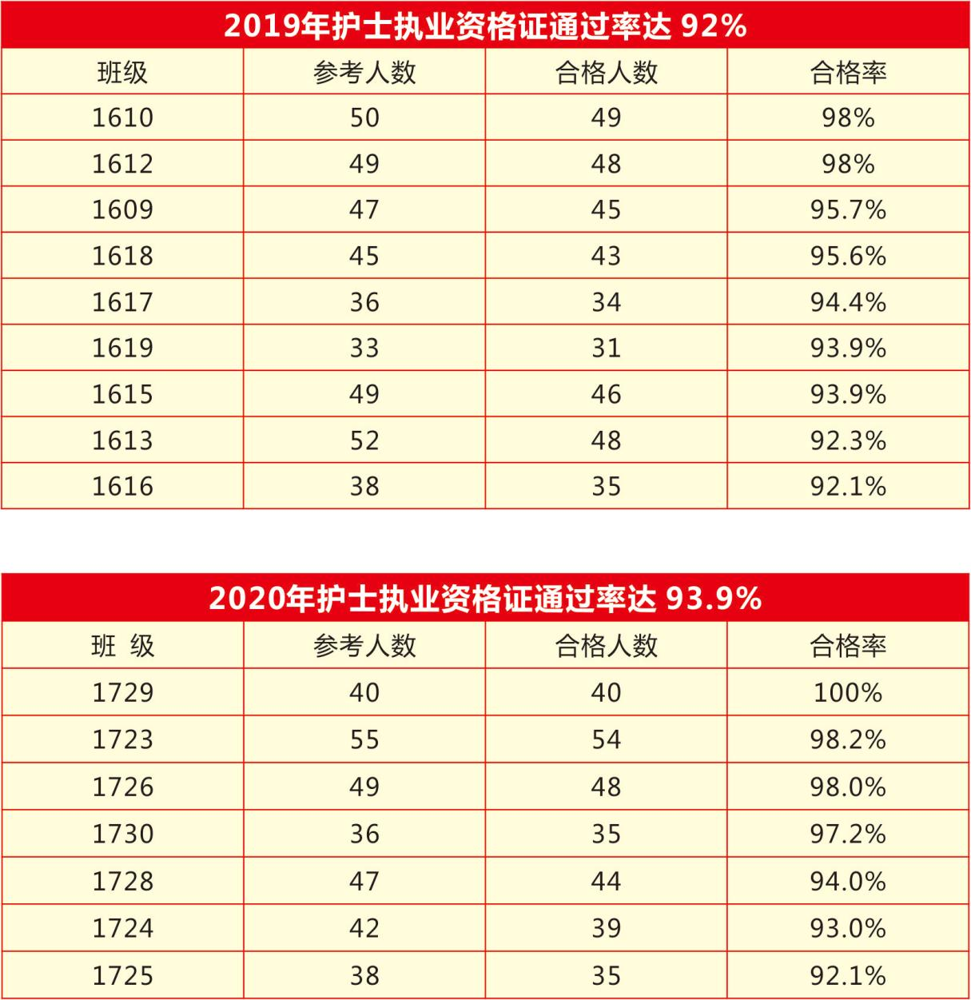 2019年护士执业资格证通过率达 92%
班级 参考人数 合格人数 合格率
1610 50 49 98%
1612 49 48 98%
1609 47 45 95.7%
1618 45 43 95.6%
1617 36 34 94.4%
1619 33 31 93.9%
1615 49 46 93.9%
1613 52 48 92.3%
1616 38 35 92.1%
2020年护士执业资格证通过率达 93.9%
班 级 参考人数 合格人数 合格率
1729 40 40 100%
1723 55 54 98.2%
1726 49 48 98.0%
1730 36 35 97.2%
1728 47 44 94.0%
1724 42 39 93.0%
1725 38 35 92.1%